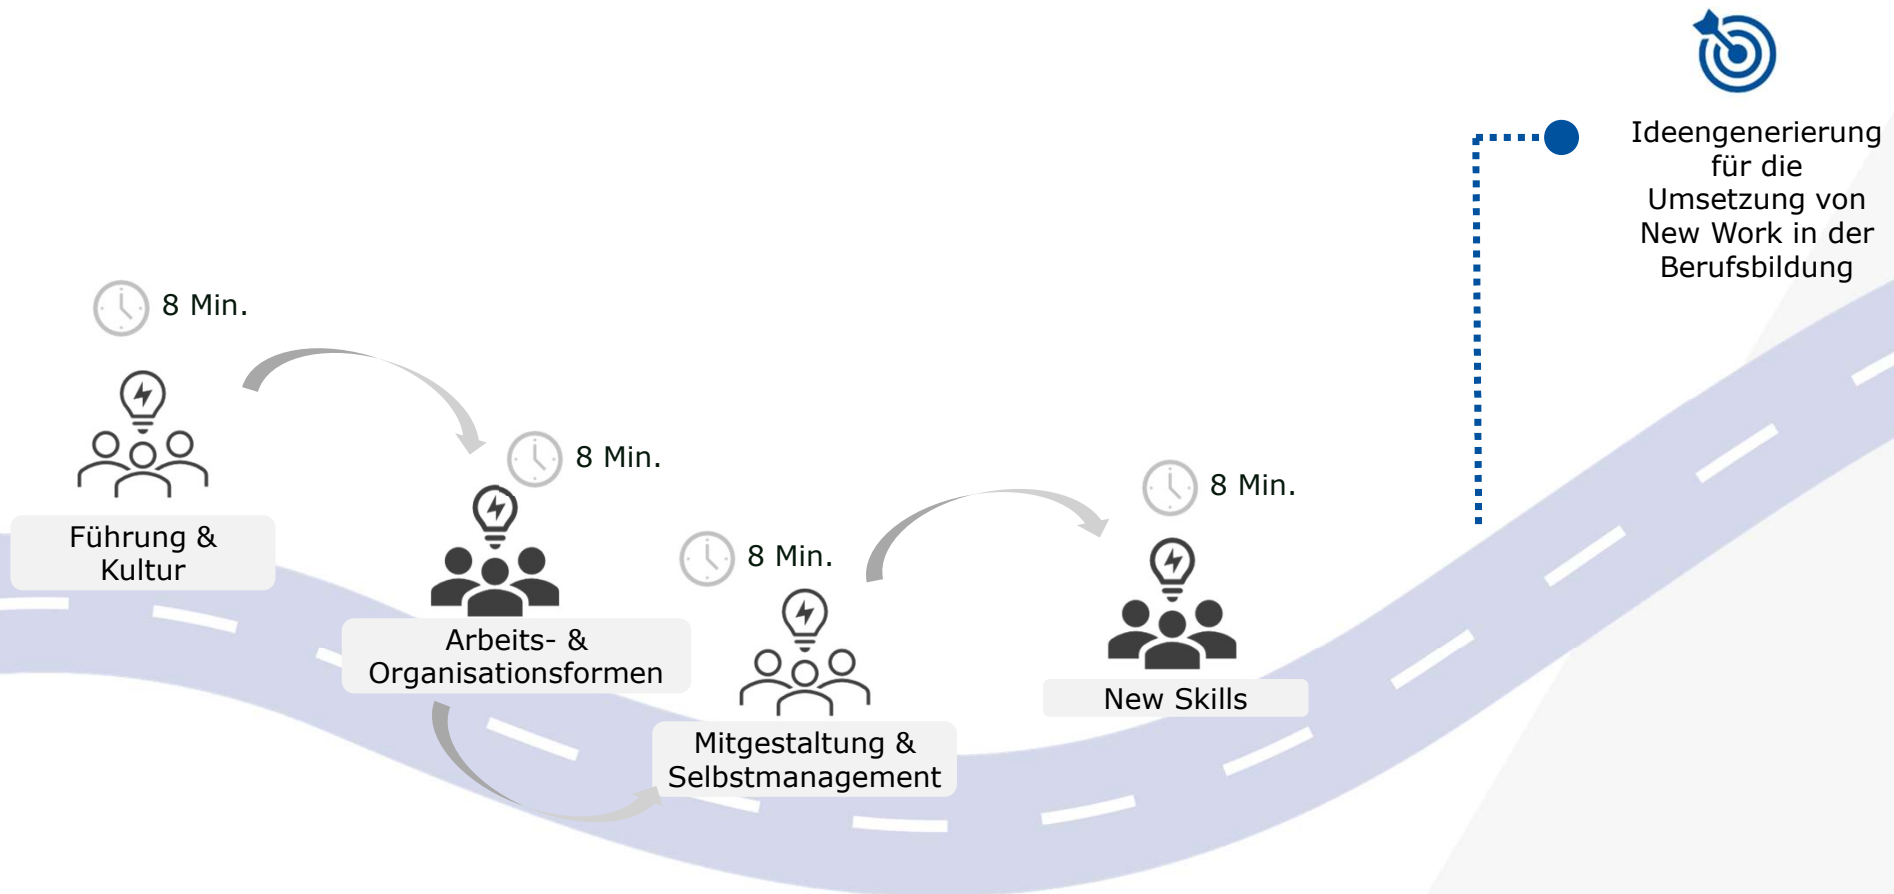 Ideengenerierung
für die
Umsetzung von
New Work in der
Berufsbildung
8 Min.
Führung &
Kultur
8 Min.
Arbeits- &
Organisationsformen
8 Min.
Mitgestaltung &
Selbstmanagement
8 Min.
New Skills